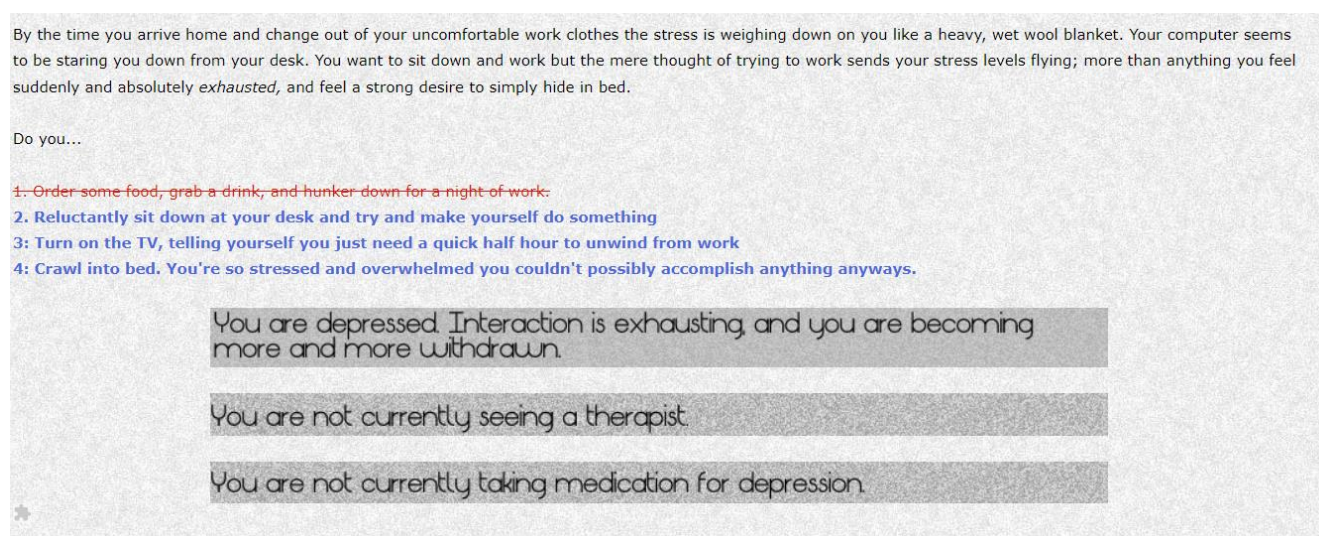 By the time you arrive home and change out of your uncomfortable work clothes the stress is weighing down on you like a heavy, wet wool blanket. Your computer seems
to be staring you down from your desk. You want to sit down and work but the mere thought of trying to work sends your stress levels flying; more than anything you feel
suddenly and absolutely exhausted, and feel a strong desire to simply hide in bed.
Do you...
1. Order some food, grab a drink, and hunker down for a night of work.
2. Reluctantly sit down at your desk and try and make yourself do something
3: Turn on the TV, telling yourself you just need a quick half hour to unwind from work
4: Crawl into bed. You're so stressed and overwhelmed you couldn't possibly accomplish anything anyways.
You are depressed. Interaction is exhausting, and you are becoming
more and more withdrawn.
You are not currently seeing a therapist.
You are not currently taking medication for depression.